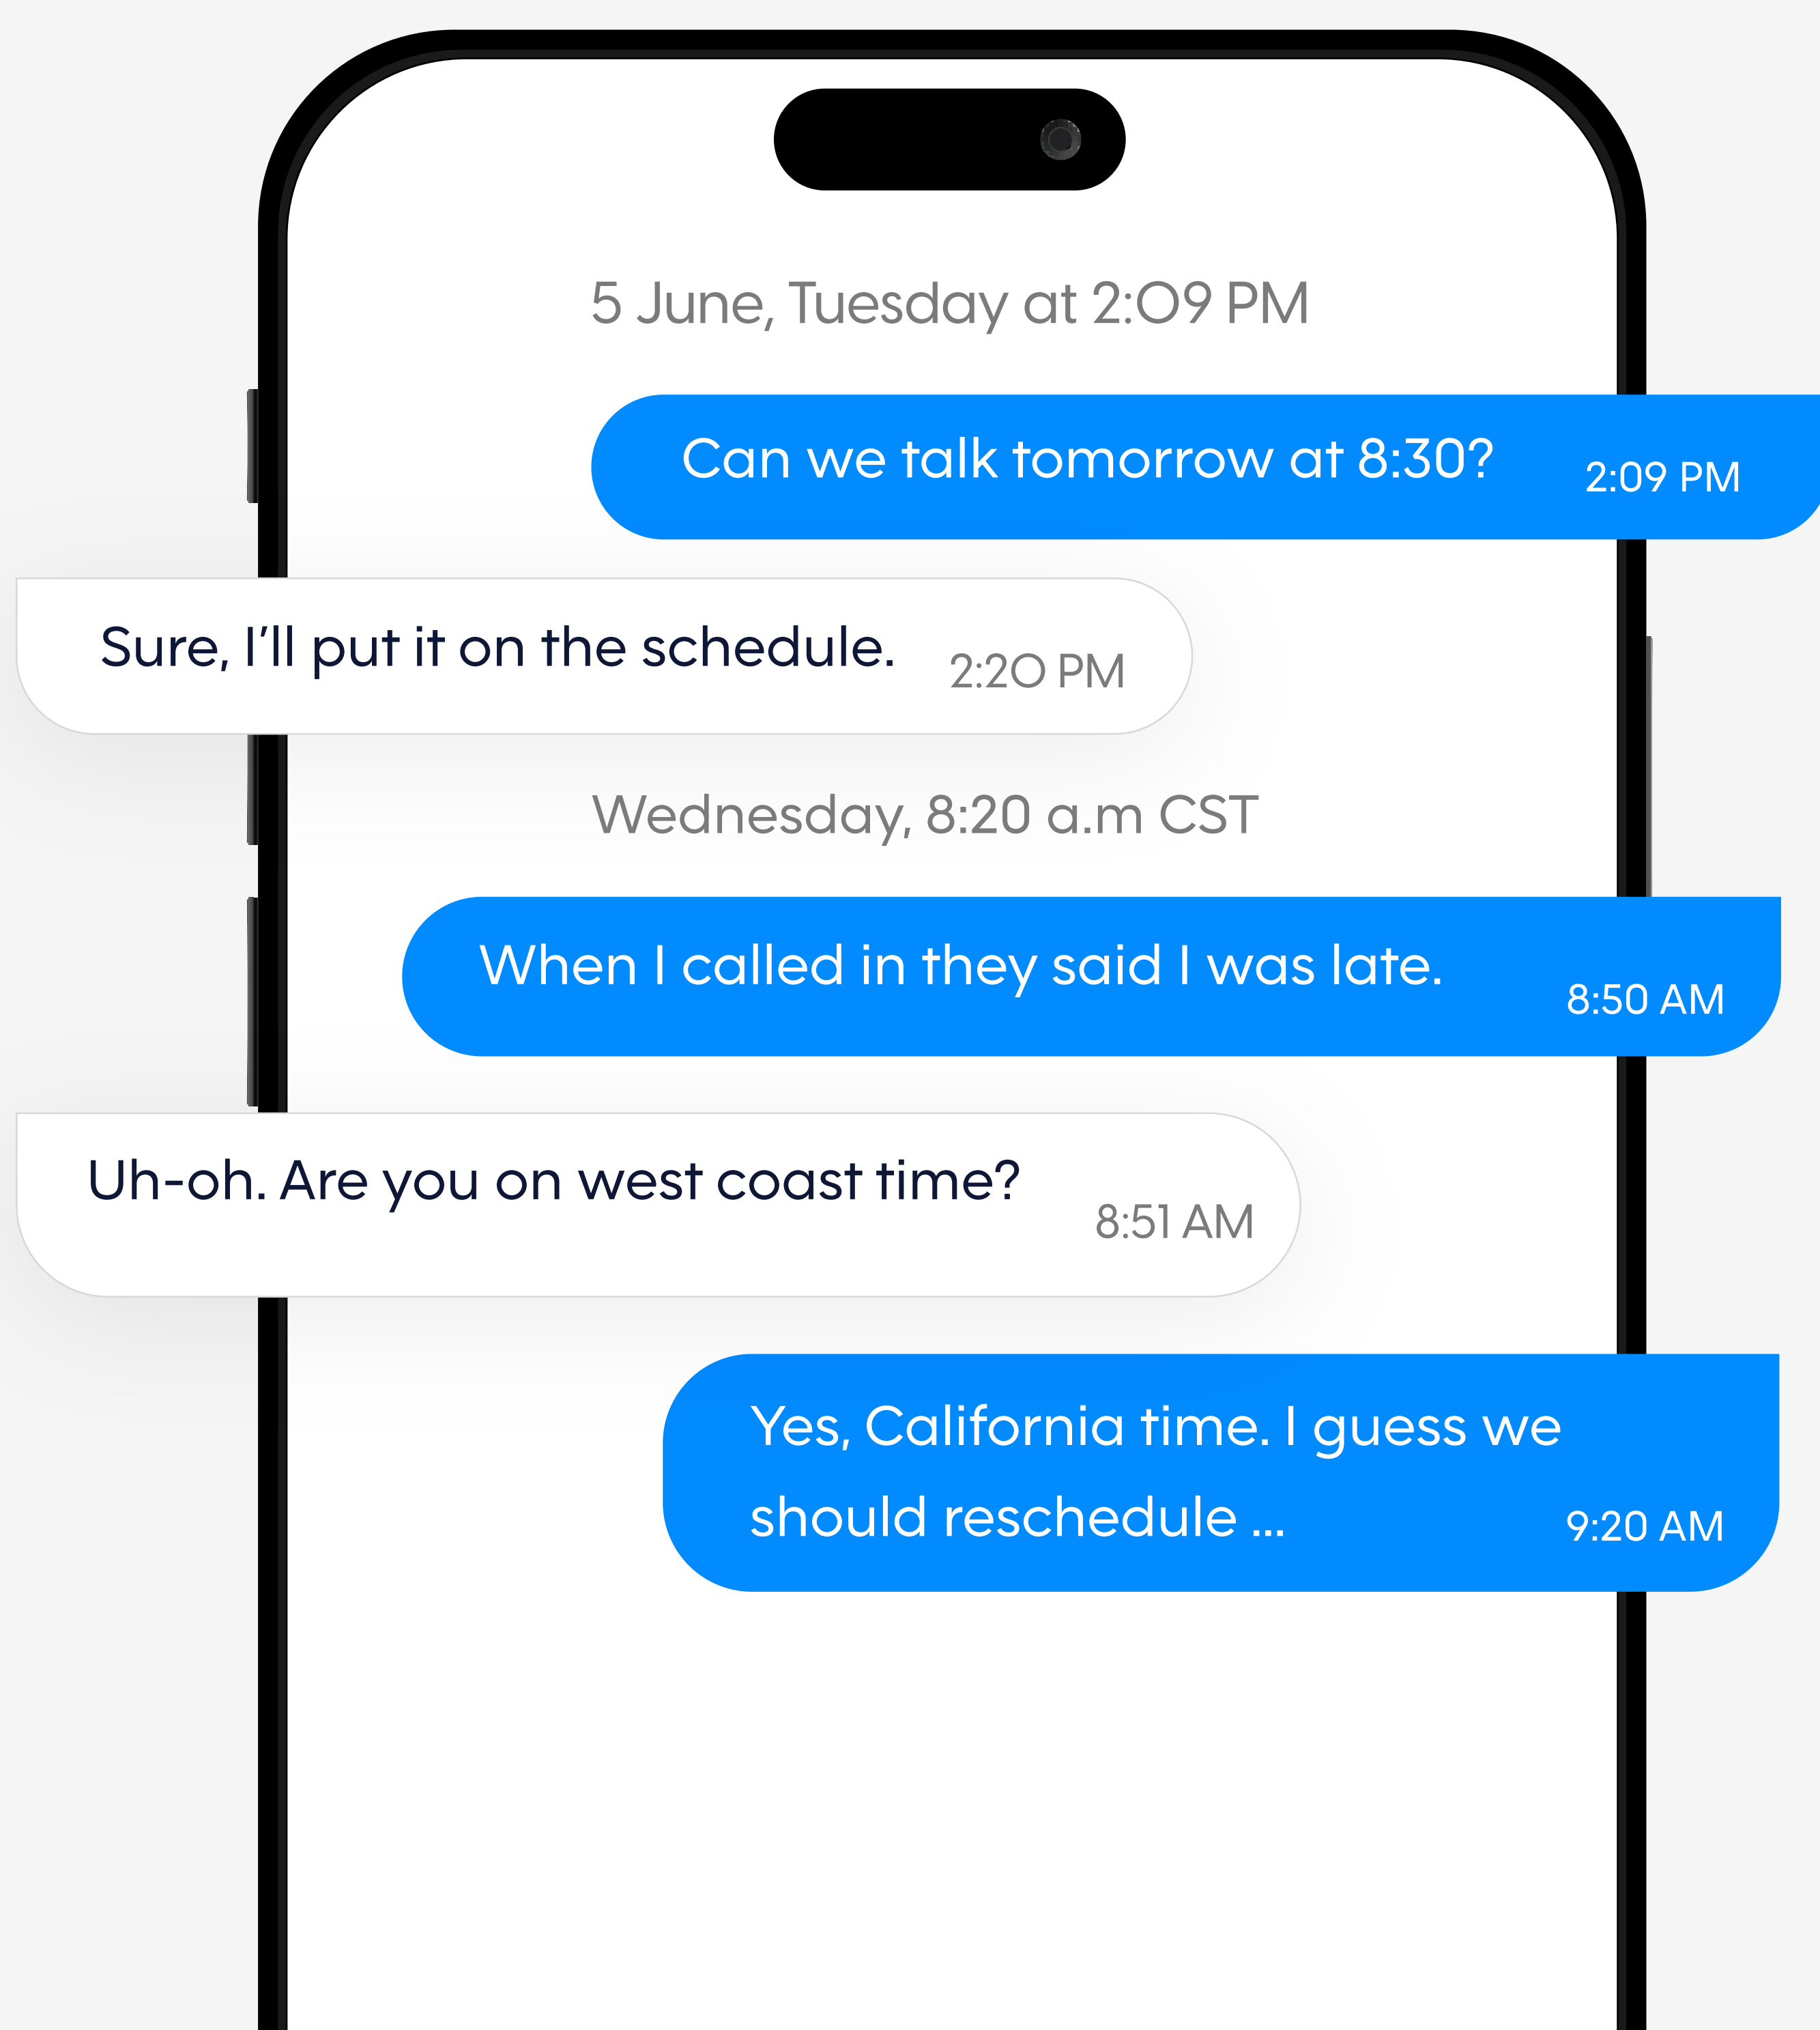 5 June, Tuesday at 2:09 PM
Can we talk tomorrow at 8:30?
2:09 PM
Sure, I’ll put it on the schedule.
2:20 PM
Wednesday, 8:20 a.m CST
When I called in they said I was late.
8:50 AM
Uh-oh. Are you on west coast time?
8:51 AM
Yes, California time. I guess we
should reschedule ...
9:20 AM